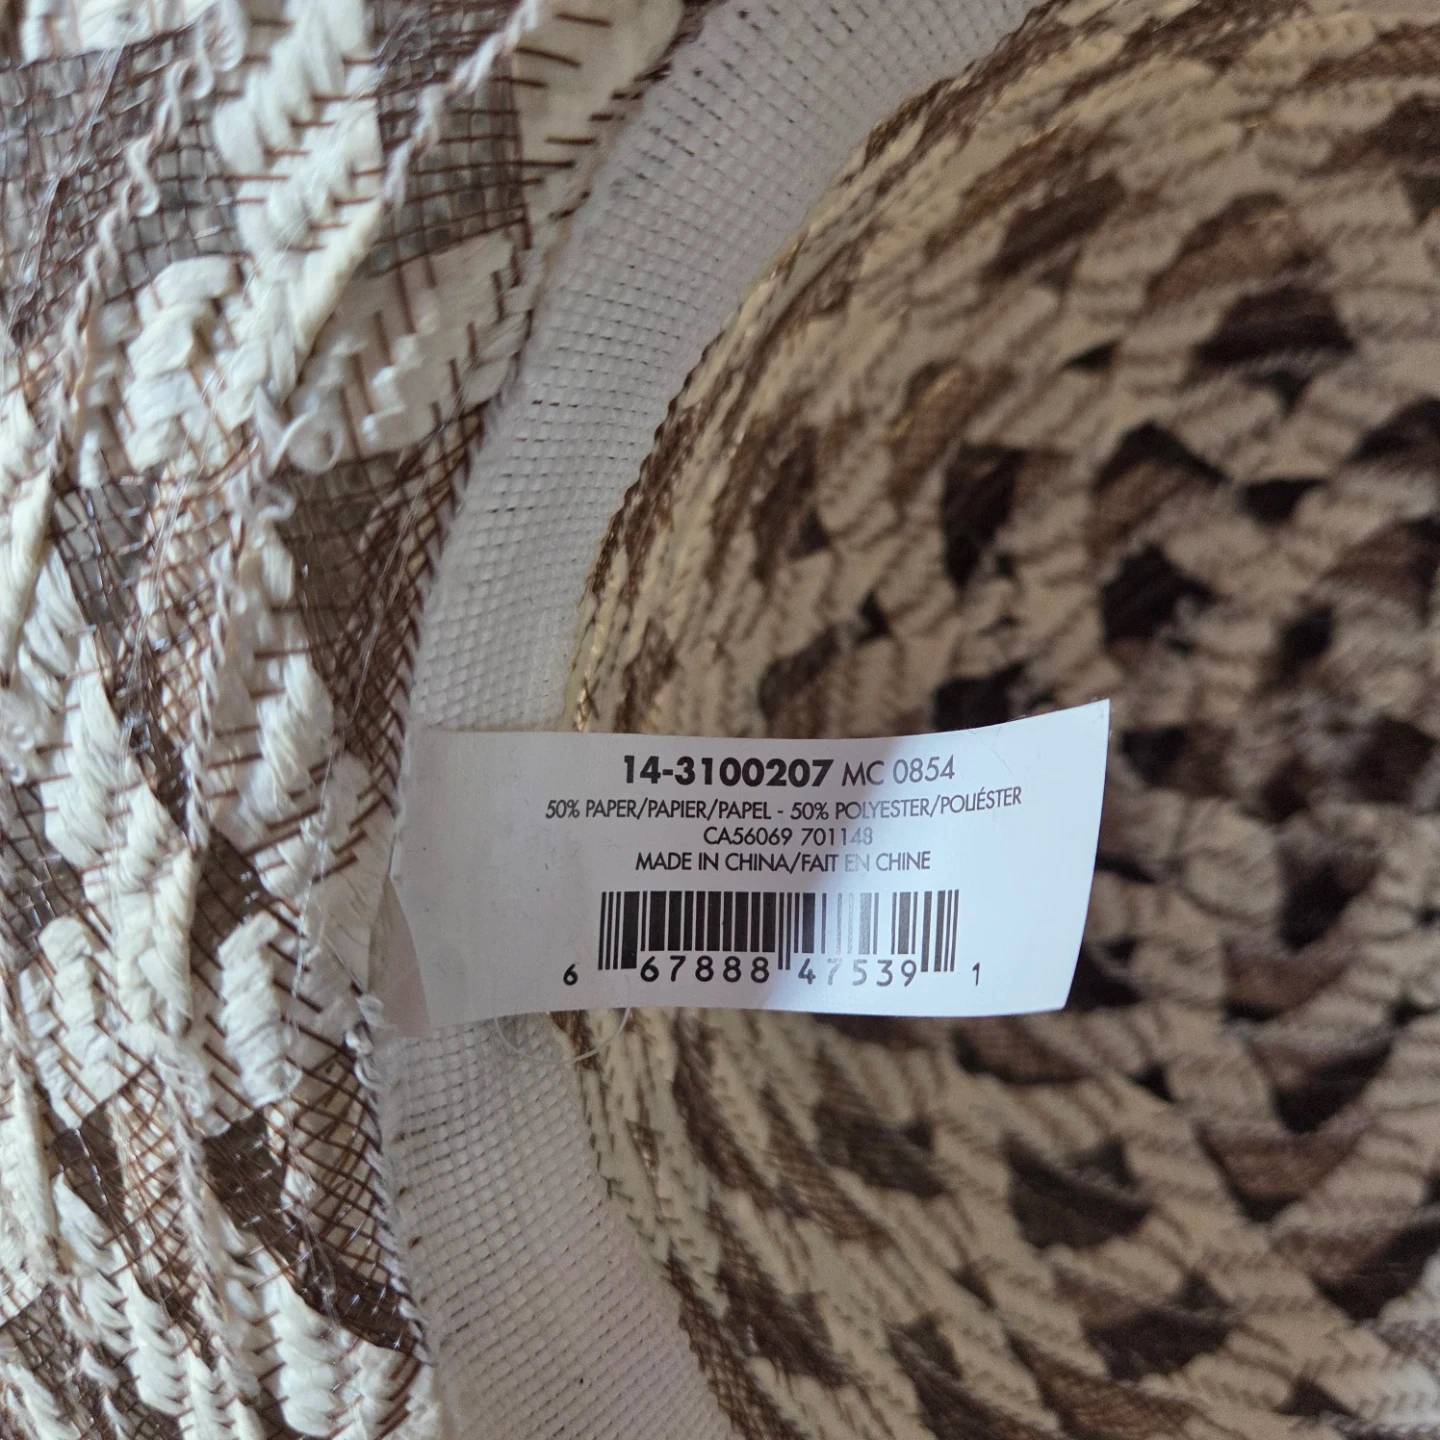 14-3100207 MC 0854
50% PAPER/PAPIER/PAPEL - 50% POLYESTER/POLIÉSTER
CA56069 701148
MADE IN CHINA/FAIT EN CHINE
6 67888 47539 1